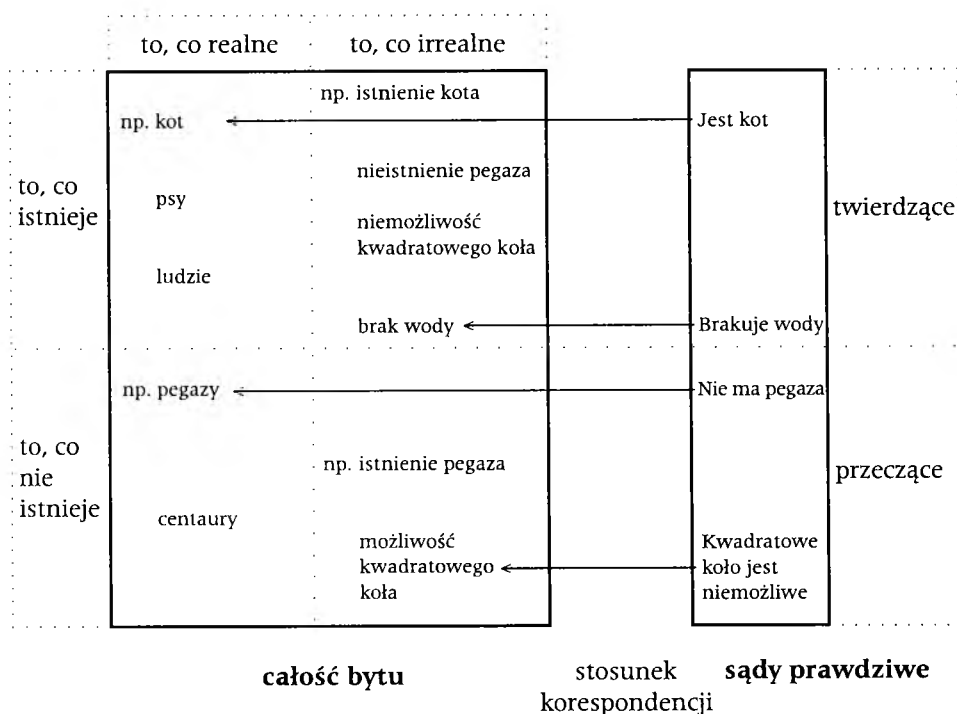 to, co realne
to, co irrealne
np. istnienie kota
np. kot
Jest kot
nieistnienie pegaza
to, co
istnieje
psy
twierdzące
niemożliwość
kwadratowego koła
ludzie
brak wody
Brakuje wody
np. pegazy
Nie ma pegaza
to, co
nie
istnieje
np. istnienie pegaza
przeczące
centaury
możliwość
kwadratowego
koła
Kwadratowe
koło jest
niemożliwe
całość bytu
stosunek
korespondencji
sądy prawdziwe